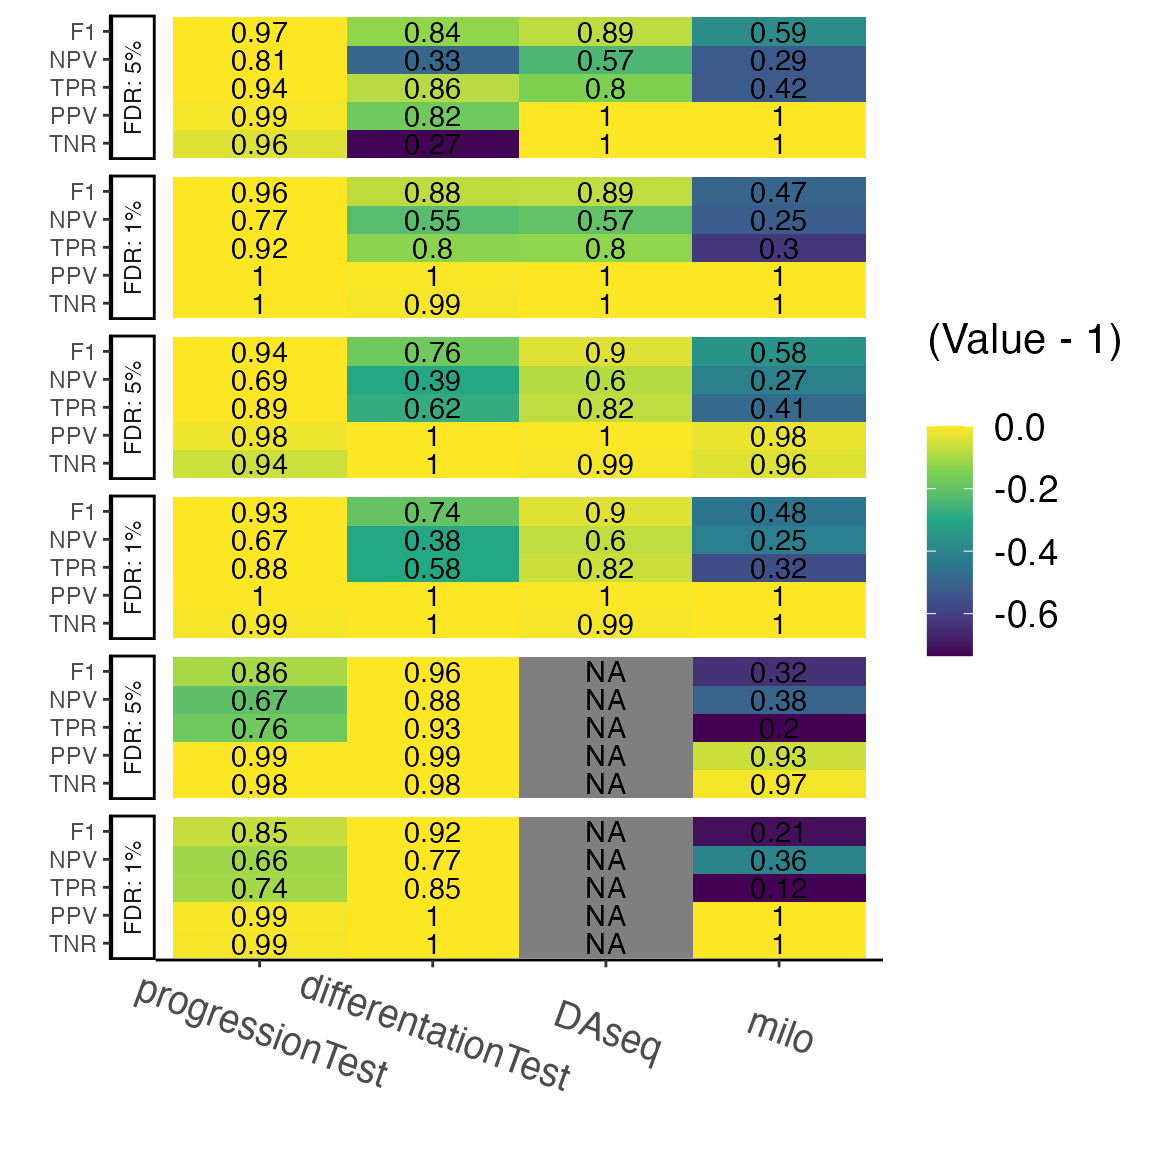 F1 0.97 0.84 0.89 0.59
NPV 0.81 0.33 0.57 0.29
TPR 0.94 0.86 0.8 0.42
PPV 0.99 0.82 1 1
TNR 0.96 0.27 1 1
FDR: 5%
F1 0.96 0.88 0.89 0.47
NPV 0.77 0.55 0.57 0.25
TPR 0.92 0.8 0.8 0.3
PPV 1 1 1 1
TNR 1 0.99 1 1
FDR: 1%
F1 0.94 0.76 0.9 0.58
NPV 0.69 0.39 0.6 0.27
TPR 0.89 0.62 0.82 0.41
PPV 0.98 1 1 0.98
TNR 0.94 1 0.99 0.96
FDR: 5%
F1 0.93 0.74 0.9 0.48
NPV 0.67 0.38 0.6 0.25
TPR 0.88 0.58 0.82 0.32
PPV 1 1 1 1
TNR 0.99 1 0.99 1
FDR: 1%
F1 0.86 0.96 NA 0.32
NPV 0.67 0.88 NA 0.38
TPR 0.76 0.93 NA 0.2
PPV 0.99 0.99 NA 0.93
TNR 0.98 0.98 NA 0.97
FDR: 5%
F1 0.85 0.92 NA 0.21
NPV 0.66 0.77 NA 0.36
TPR 0.74 0.85 NA 0.12
PPV 0.99 1 NA 1
TNR 0.99 1 NA 1
FDR: 1%
progressionTest
differentationTest
DAseq
milo
(Value - 1)
0.0
-0.2
-0.4
-0.6